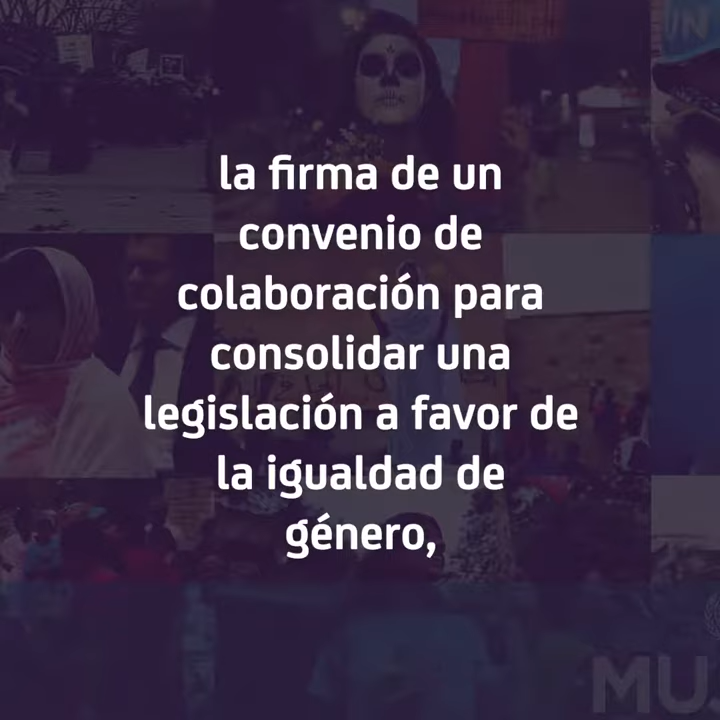 la firma de un
convenio de
colaboración para
consolidar una
legislación a favor de
la igualdad de
género,
MU